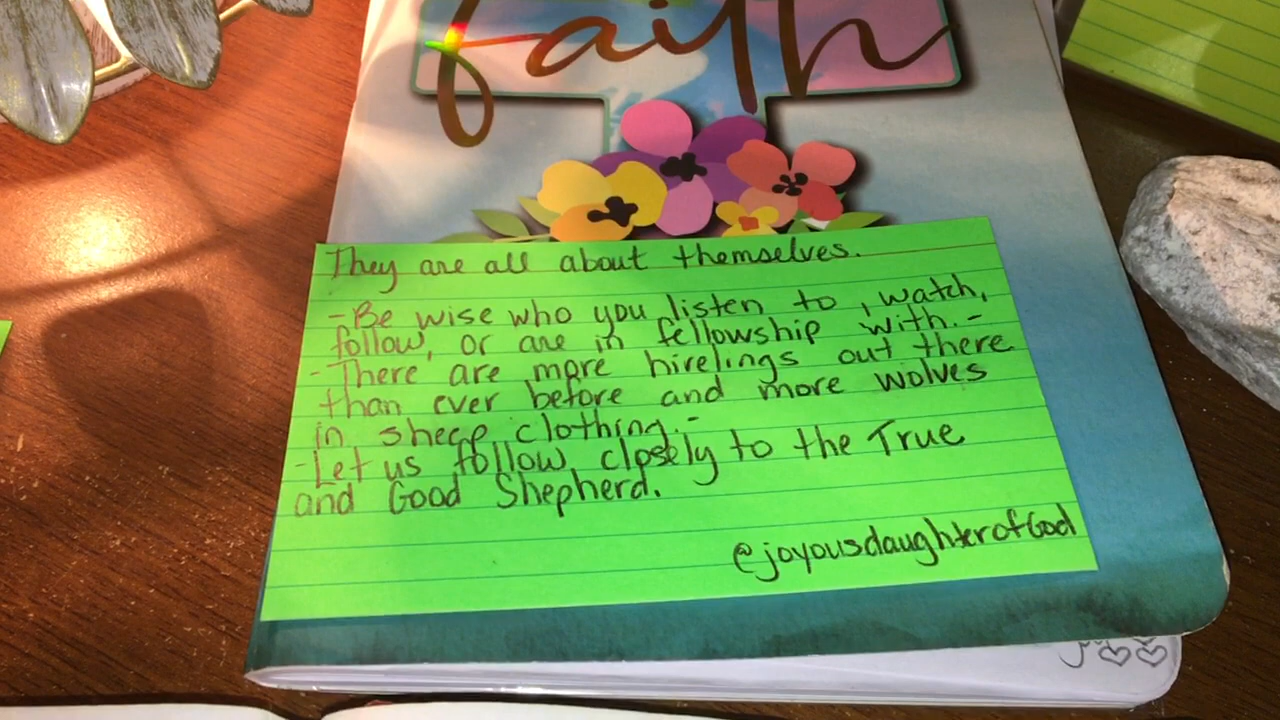 faith
They are all about themselves.
-Be wise who you listen to, watch,
follow, or are in fellowship with.-
-There are more hirelings out there
than ever before and more wolves
in sheep clothing.-
-Let us follow closely to the True
and Good Shepherd.
@joyousdaughterofGod